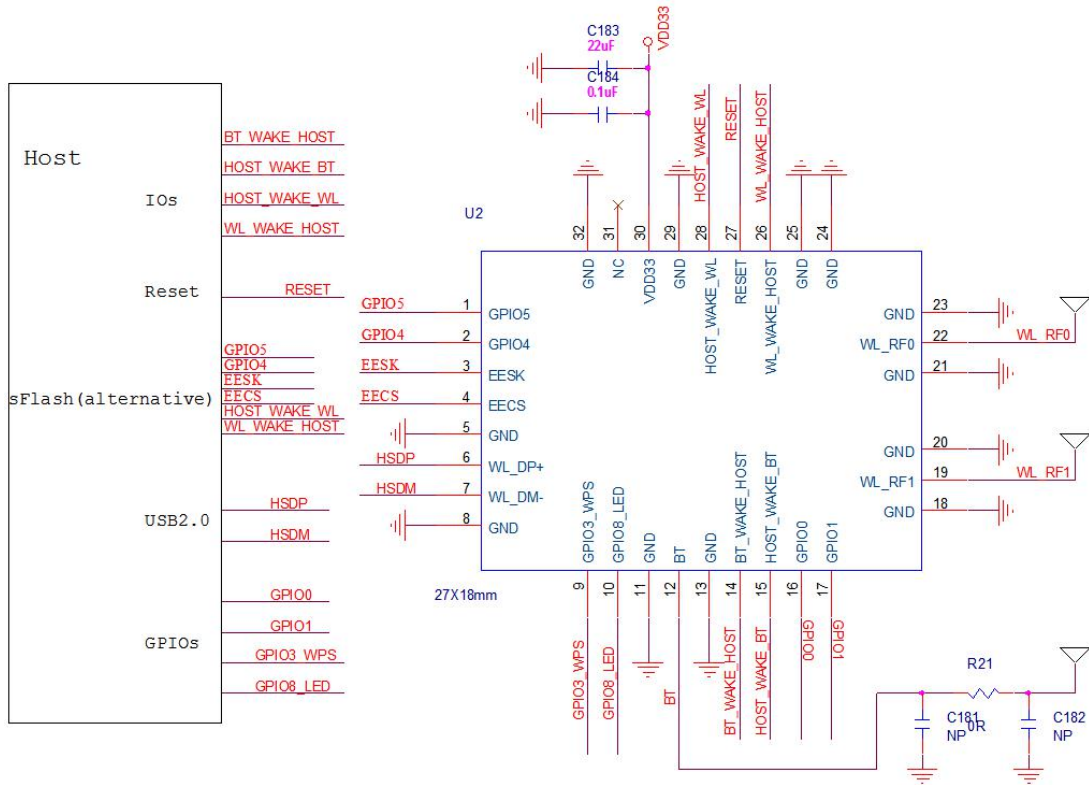 Host
IOs
BT_WAKE_HOST
HOST_WAKE_BT
HOST_WAKE_WL
WL_WAKE_HOST
Reset
RESET
sFlash(alternative)
GPIO5
GPIO4
EESK
EECS
HOST_WAKE_WL
WL_WAKE_HOST
USB2.0
HSDP
HSDM
GPIOs
GPIO0
GPIO1
GPIO3_WPS
GPIO8_LED
C183
22uF
C184
0.1uF
VDD33
HOST_WAKE_WL
RESET
WL_WAKE_HOST
U2
32
31
30
29
28
27
26
25
24
GND
NC
VDD33
GND
HOST_WAKE_WL
RESET
WL_WAKE_HOST
GND
GND
GPIO5 1 GPIO5
GPIO4 2 GPIO4
EESK 3 EESK
EECS 4 EECS
5 GND
HSDP 6 WL_DP+
HSDM 7 WL_DM-
8 GND
GND 23
WL_RF0 22 WL_RF0
GND 21
GND 20
WL_RF1 19 WL_RF1
GND 18
GPIO3_WPS
GPIO8_LED
GND
BT
GND
BT_WAKE_HOST
HOST_WAKE_BT
GPIO0
GPIO1
9
10
11
12
13
14
15
16
17
27X18mm
GPIO3_WPS
GPIO8_LED
BT
BT_WAKE_HOST
HOST_WAKE_BT
GPIO0
GPIO1
R21
0R
C181
NP
C182
NP